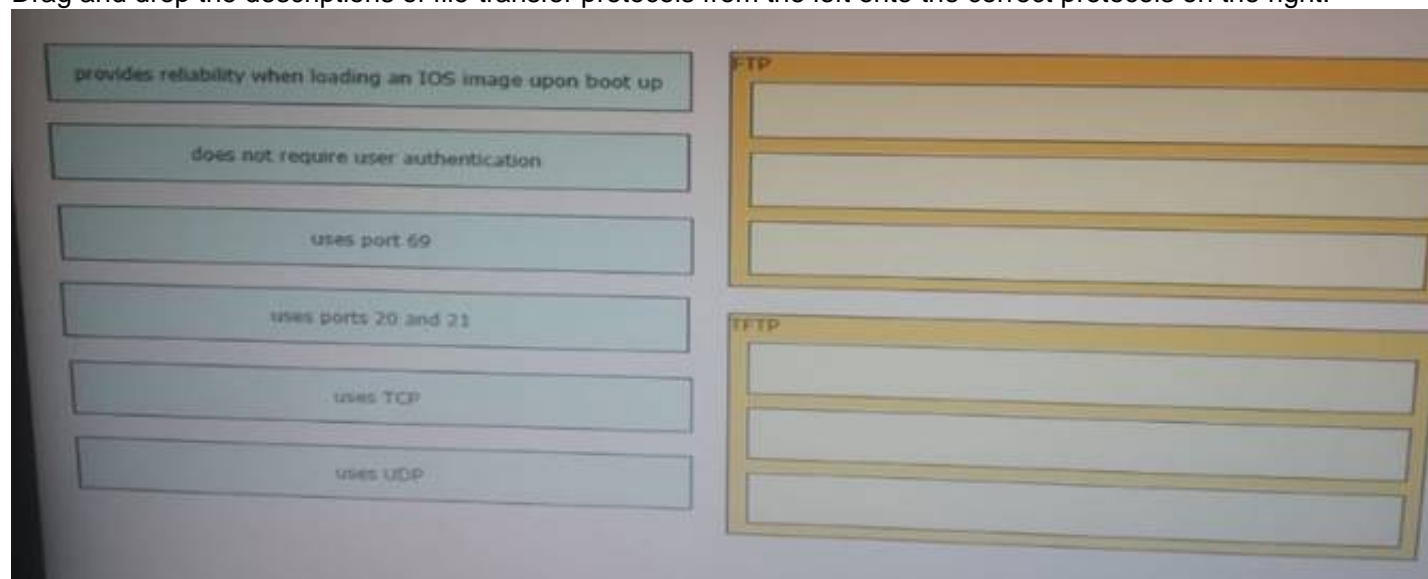 Drag and drop the descriptions of file-transfer protocols from the left onto the correct protocols on the right.
provides reliability when loading an IOS image upon boot up
does not require user authentication
uses port 69
uses ports 20 and 21
uses TCP
uses UDP
FTP
TFTP